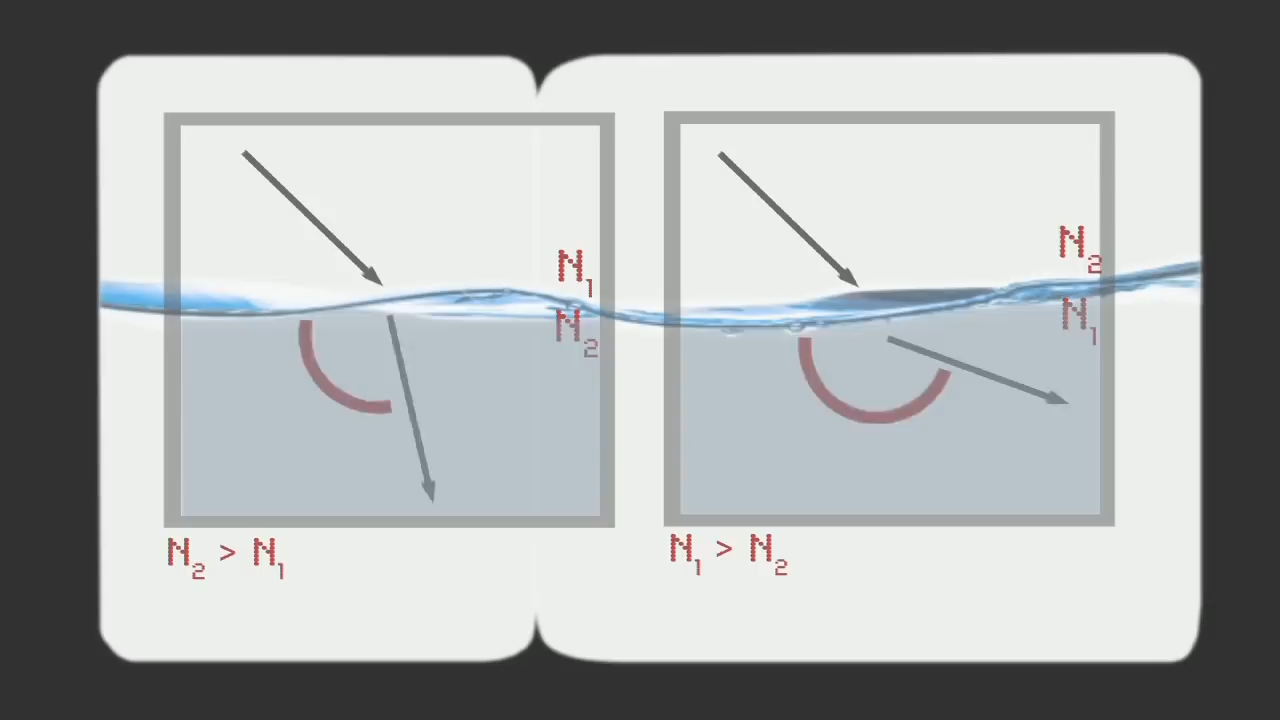 N₁
N₂
N₂ > N₁
N₂
N₁
N₁ > N₂